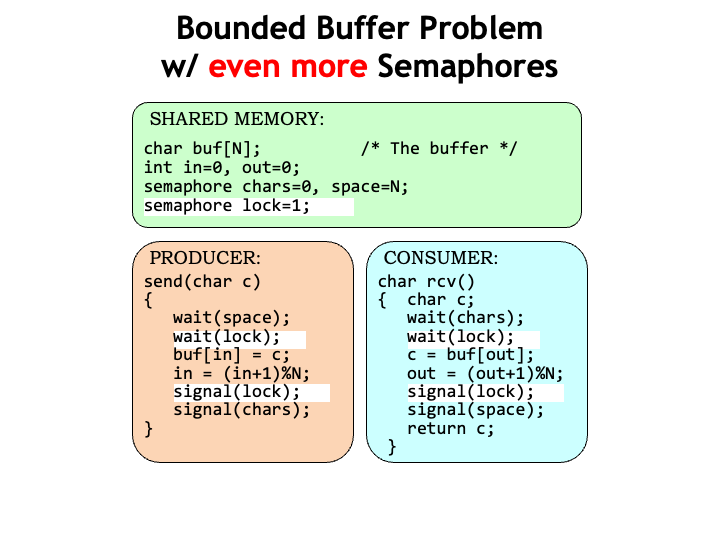 Bounded Buffer Problem
w/ even more Semaphores
SHARED MEMORY:
char buf[N];          /* The buffer */
int in=0, out=0;
semaphore chars=0, space=N;
semaphore lock=1;
PRODUCER:
send(char c)
{
   wait(space);
   wait(lock);
   buf[in] = c;
   in = (in+1)%N;
   signal(lock);
   signal(chars);
}
CONSUMER:
char rcv()
{  char c;
   wait(chars);
   wait(lock);
   c = buf[out];
   out = (out+1)%N;
   signal(lock);
   signal(space);
   return c;
 }